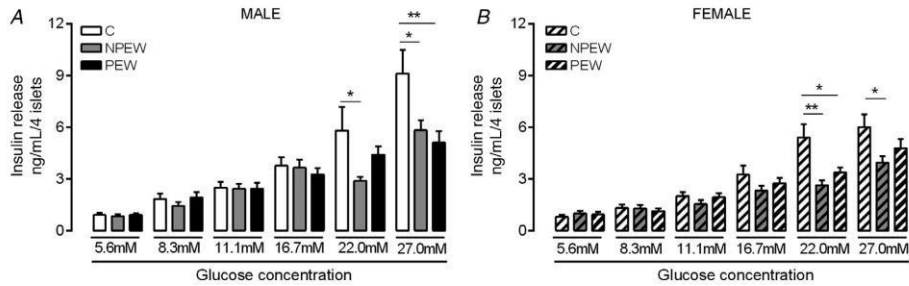 A
MALE
C
NPEW
PEW
Insulin release
ng/mL/4 islets
12
9
6
3
0
*
*
**
5.6mM 8.3mM 11.1mM 16.7mM 22.0mM 27.0mM
Glucose concentration
B
FEMALE
C
NPEW
PEW
Insulin release
ng/mL/4 islets
12
9
6
3
0
*
**
*
5.6mM 8.3mM 11.1mM 16.7mM 22.0mM 27.0mM
Glucose concentration